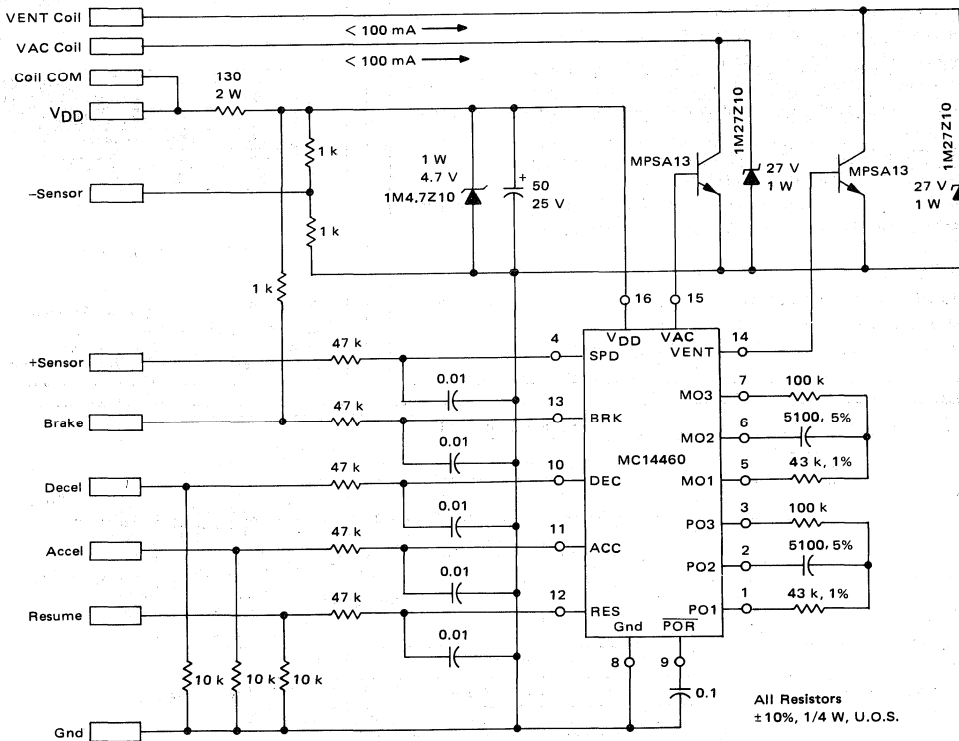 VENT Coil
< 100 mA
VAC Coil
< 100 mA
Coil COM
130
2 W
VDD
1 k
1 W
4.7 V
1M4.7Z10
+
50
25 V
MPSA13
1M27Z10
27 V
1 W
MPSA13
1M27Z10
27 V
1 W
–Sensor
1 k
1 k
16
15
VDD
VAC
VENT
14
+Sensor
47 k
4
SPD
0.01
7
100 k
MO3
Brake
47 k
13
BRK
0.01
6
5100, 5%
MO2
MC14460
Decel
47 k
10
DEC
0.01
5
43 k, 1%
MO1
Accel
47 k
11
ACC
0.01
3
100 k
PO3
2
5100, 5%
PO2
Resume
47 k
12
RES
0.01
1
43 k, 1%
PO1
Gnd
POR
8
9
10 k
10 k
10 k
0.1
Gnd
All Resistors
±10%, 1/4 W, U.O.S.